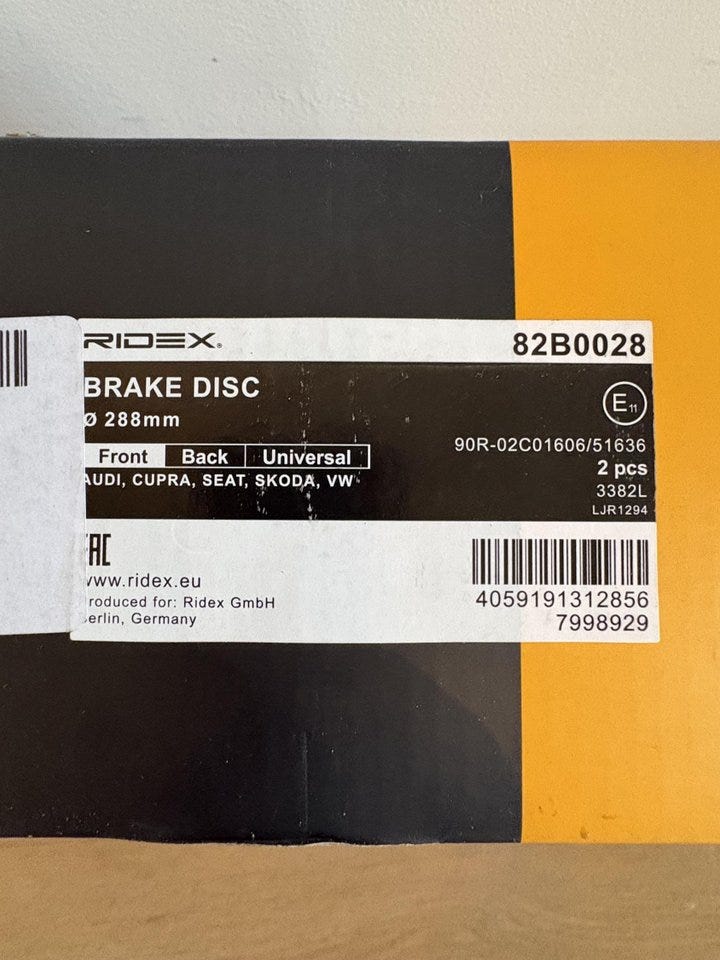 RIDEX®
82B0028
BRAKE DISC
Ø 288mm
E11
Front Back Universal
90R-02C01606/51636
AUDI, CUPRA, SEAT, SKODA, VW
2 pcs
3382L
LJR1294
EAC
www.ridex.eu
Produced for: Ridex GmbH
Berlin, Germany
4059191312856
7998929